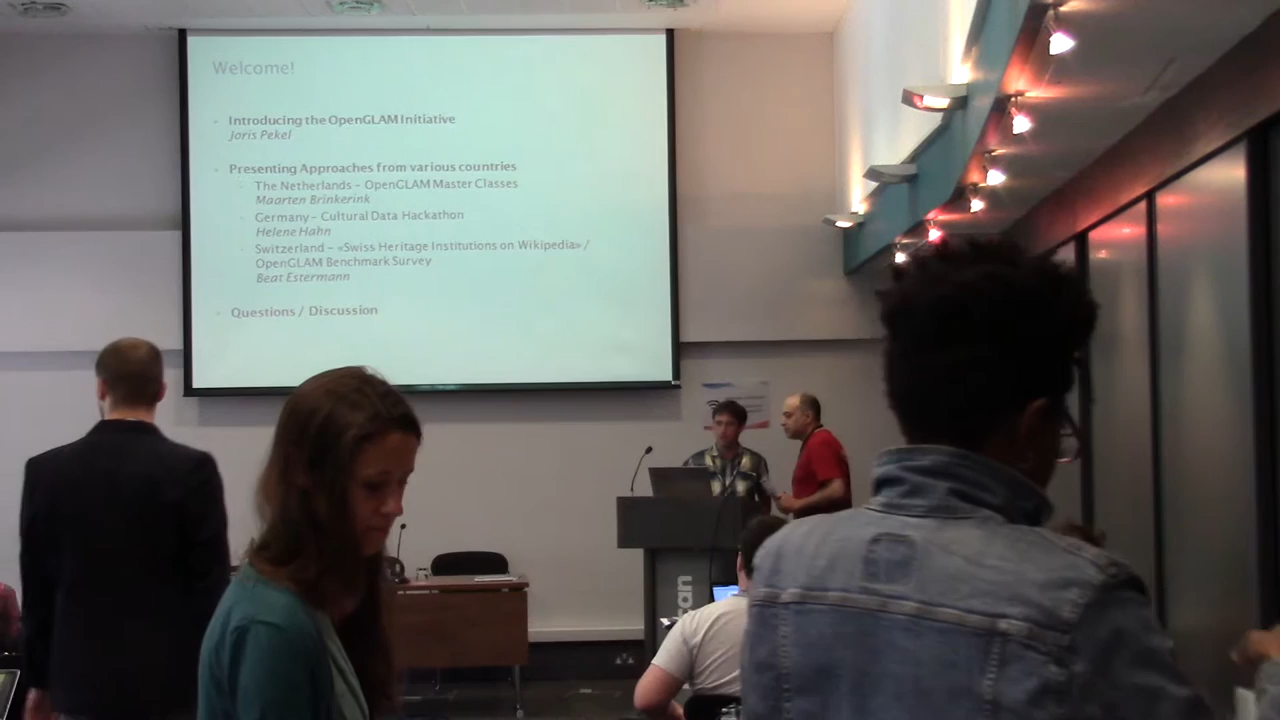 Welcome!
- Introducing the OpenGLAM Initiative
Joris Pekel
- Presenting Approaches from various countries
- The Netherlands – OpenGLAM Master Classes
Maarten Brinkerink
- Germany – Cultural Data Hackathon
Helene Hahn
- Switzerland – «Swiss Heritage Institutions on Wikipedia» /
OpenGLAM Benchmark Survey
Beat Estermann
- Questions / Discussion
can